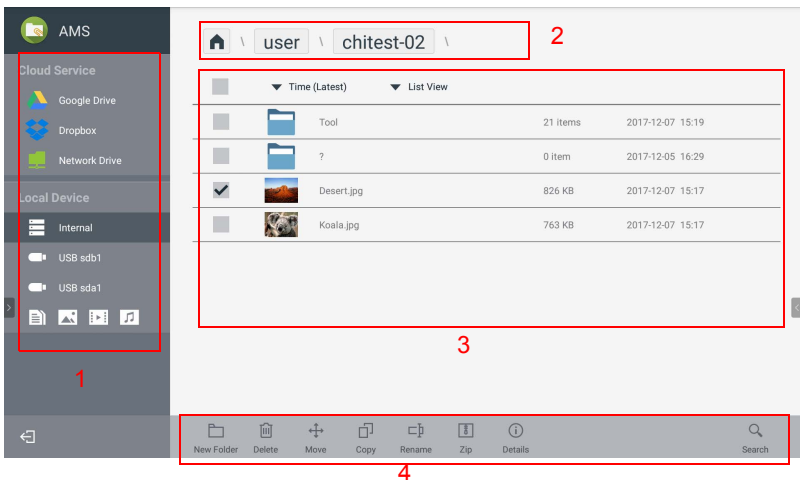 AMS
Cloud Service
Google Drive
Dropbox
Network Drive
Local Device
Internal
USB sdb1
USB sda1
1
\ user \ chitest-02 \
2
Time (Latest) List View
Tool 21 items 2017-12-07 15:19
? 0 item 2017-12-05 16:29
Desert.jpg 826 KB 2017-12-07 15:17
Koala.jpg 763 KB 2017-12-07 15:17
3
New Folder Delete Move Copy Rename Zip Details Search
4